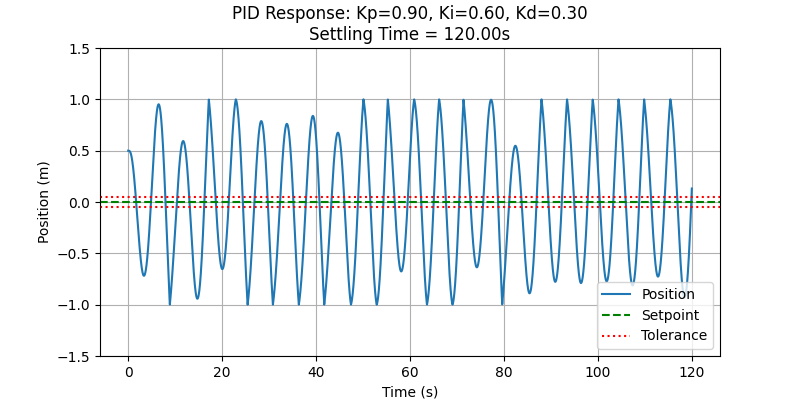 PID Response: Kp=0.90, Ki=0.60, Kd=0.30
Settling Time = 120.00s
1.5
1.0
0.5
0.0
−0.5
−1.0
−1.5
Position (m)
Position
Setpoint
Tolerance
0
20
40
60
80
100
120
Time (s)